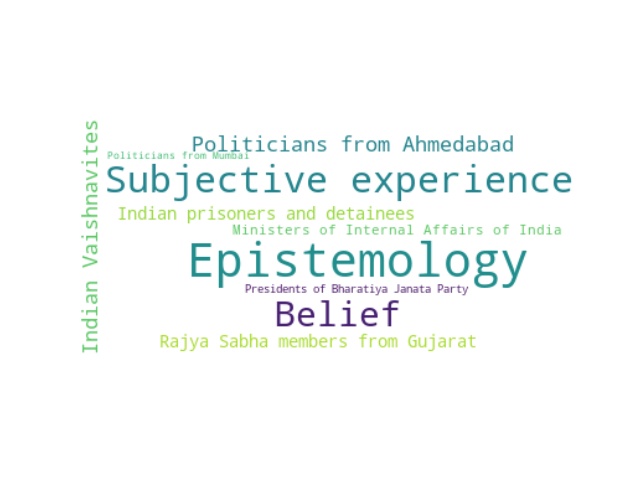 Indian Vaishnavites
Politicians from Ahmedabad
Politicians from Mumbai
Subjective experience
Indian prisoners and detainees
Ministers of Internal Affairs of India
Epistemology
Presidents of Bharatiya Janata Party
Belief
Rajya Sabha members from Gujarat